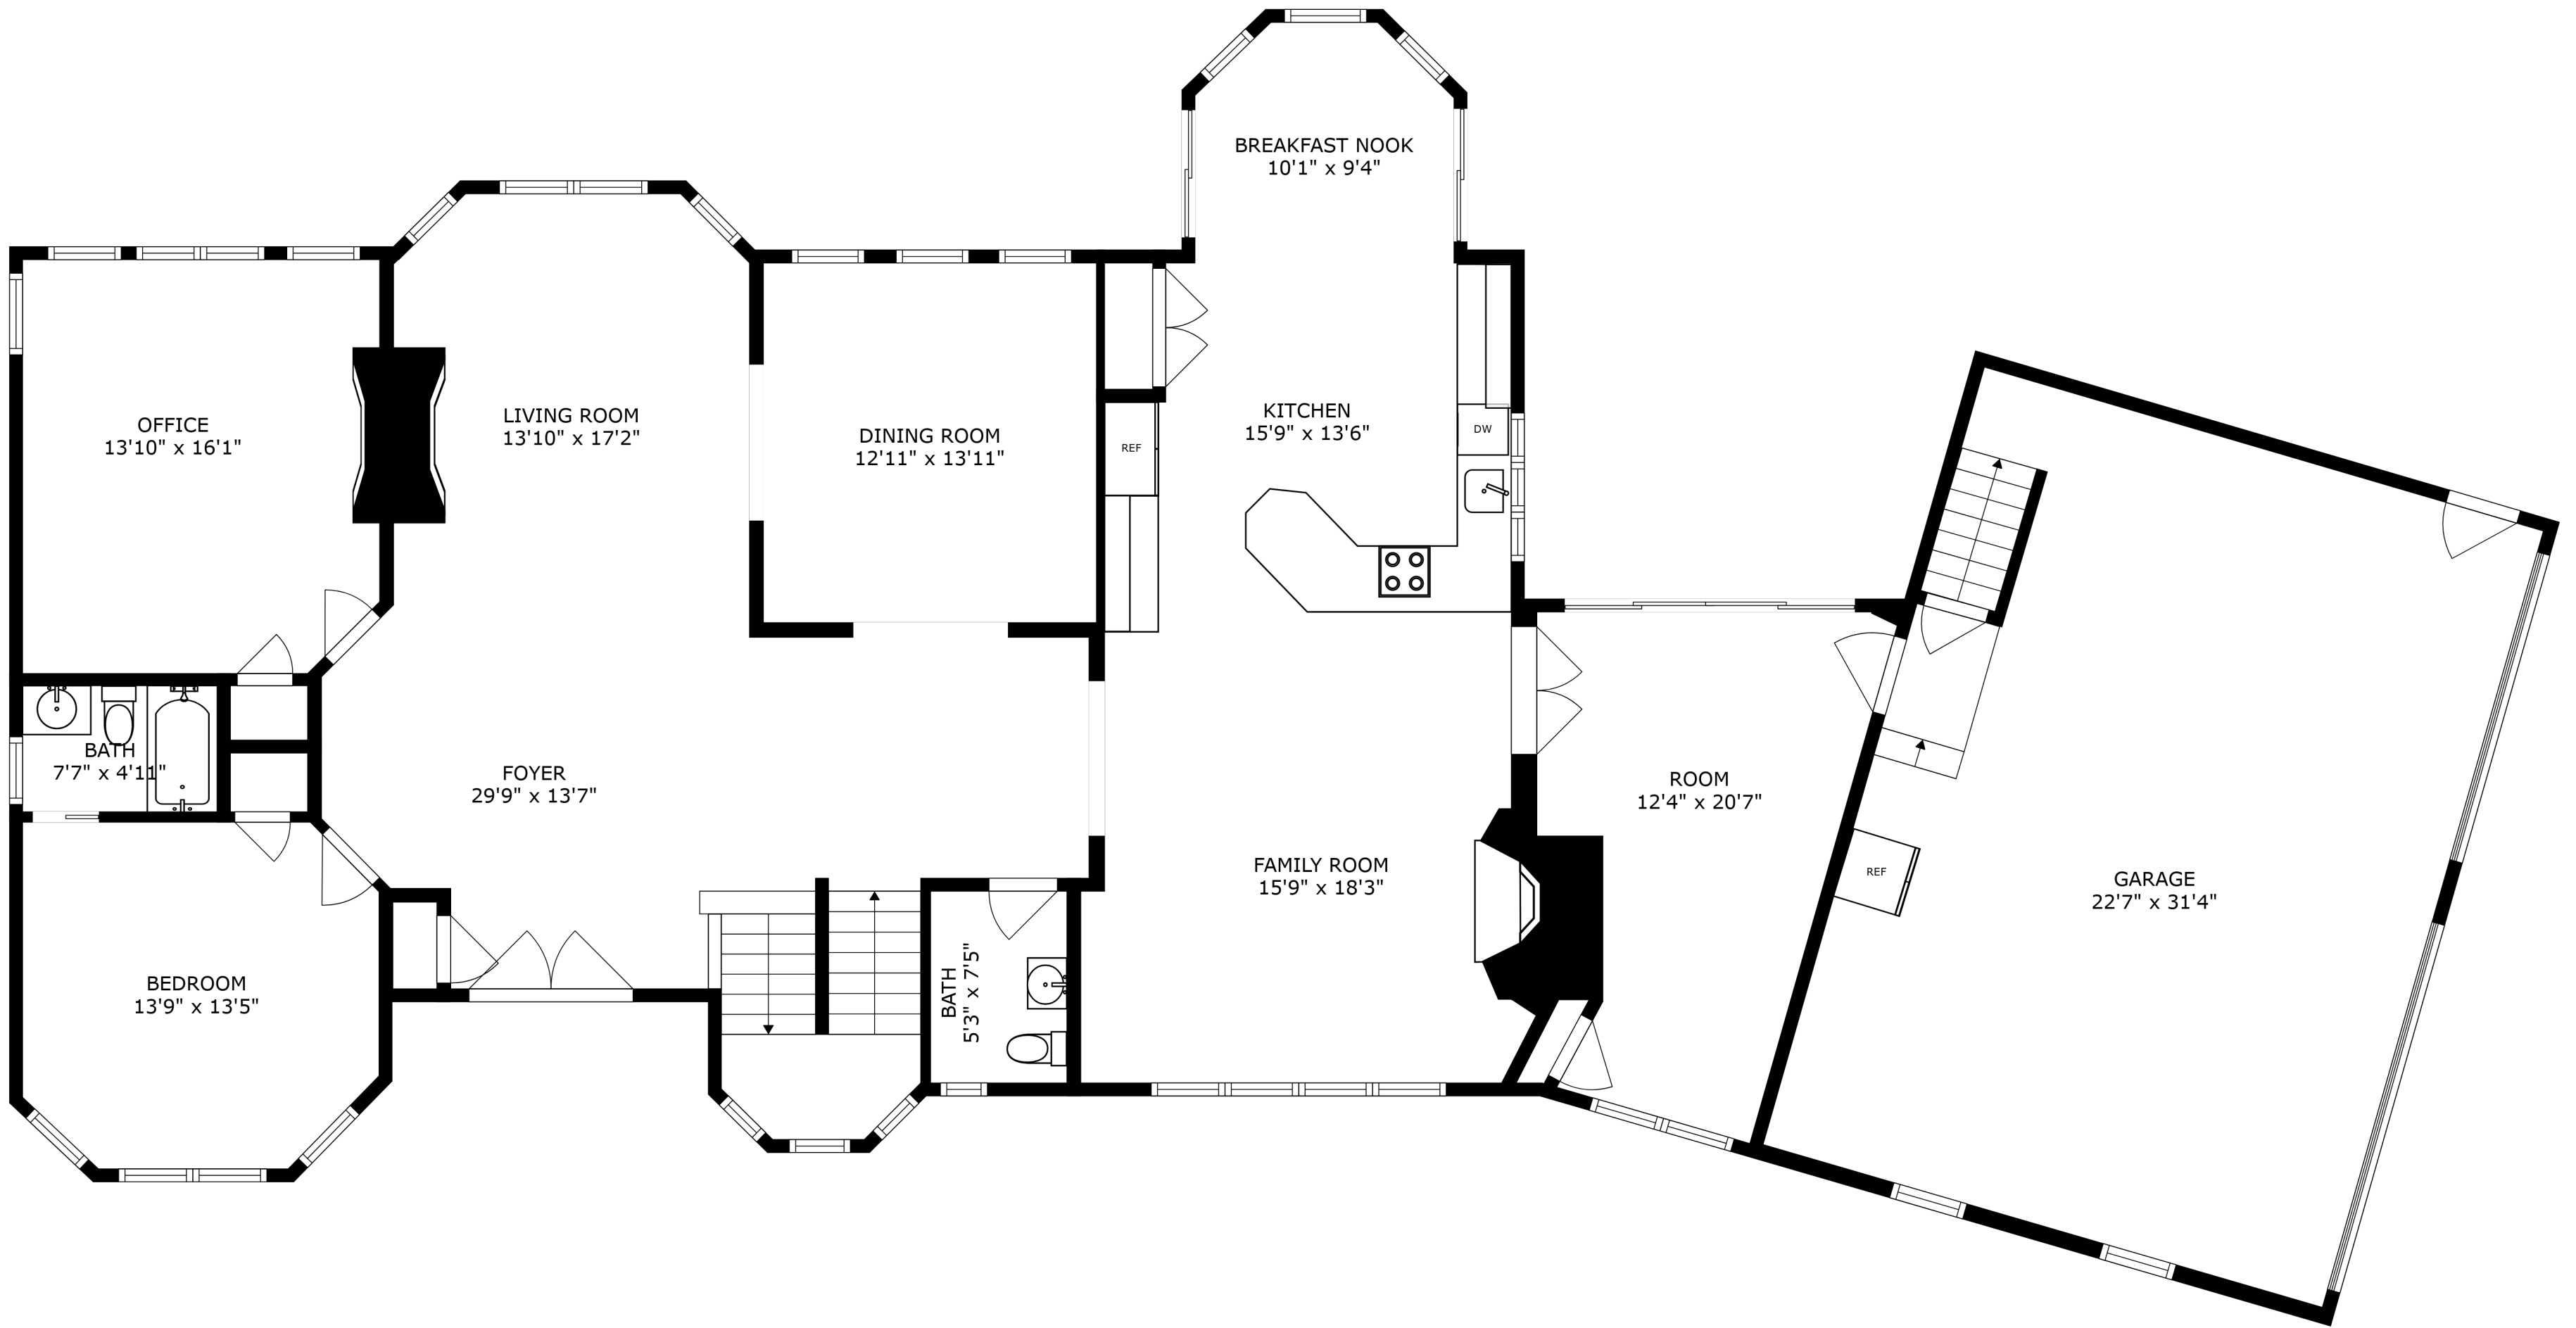 BREAKFAST NOOK
10'1" x 9'4"
OFFICE
13'10" x 16'1"
LIVING ROOM
13'10" x 17'2"
DINING ROOM
12'11" x 13'11"
REF
KITCHEN
15'9" x 13'6"
DW
BATH
7'7" x 4'11"
FOYER
29'9" x 13'7"
ROOM
12'4" x 20'7"
FAMILY ROOM
15'9" x 18'3"
REF
GARAGE
22'7" x 31'4"
BEDROOM
13'9" x 13'5"
BATH
5'3" x 7'5"